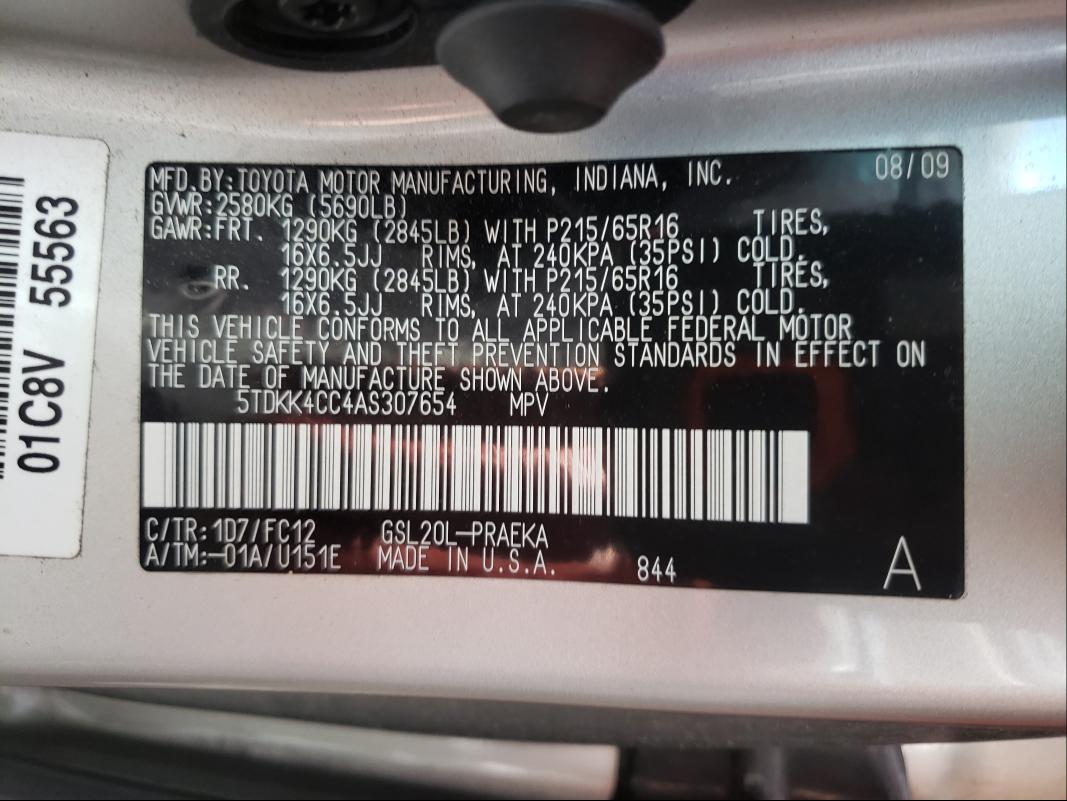 MFD.BY:TOYOTA MOTOR MANUFACTURING, INDIANA, INC. 08/09
GVWR:2580KG (5690LB)
GAWR:FRT. 1290KG (2845LB) WITH P215/65R16 TIRES,
16X6.5JJ RIMS, AT 240KPA (35PSI) COLD.
RR. 1290KG (2845LB) WITH P215/65R16 TIRES,
16X6.5JJ RIMS, AT 240KPA (35PSI) COLD.
THIS VEHICLE CONFORMS TO ALL APPLICABLE FEDERAL MOTOR
VEHICLE SAFETY AND THEFT PREVENTION STANDARDS IN EFFECT ON
THE DATE OF MANUFACTURE SHOWN ABOVE.
5TDKK4CC4AS307654 MPV
C/TR:1D7/FC12 GSL20L-PRAEKA
A/TM:-01A/U151E MADE IN U.S.A. 844 A
01C8V 55563